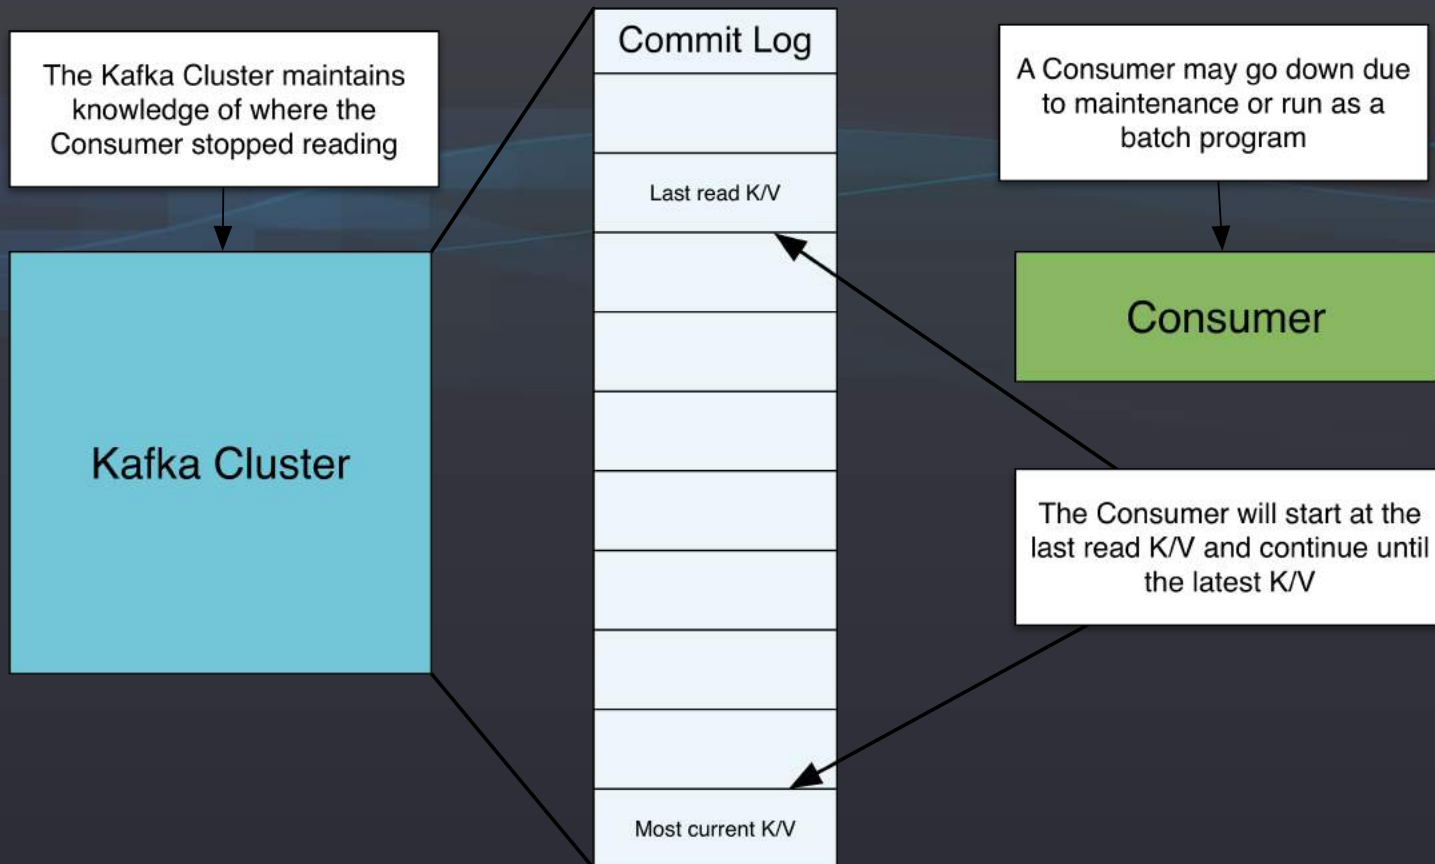 The Kafka Cluster maintains
knowledge of where the
Consumer stopped reading
Kafka Cluster
Commit Log
Last read K/V
Most current K/V
A Consumer may go down due
to maintenance or run as a
batch program
Consumer
The Consumer will start at the
last read K/V and continue until
the latest K/V